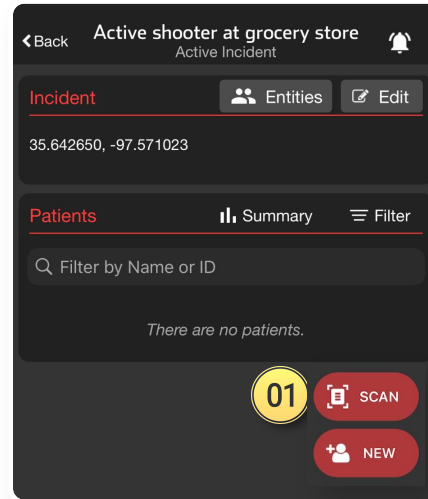 Back
Active shooter at grocery store
Active Incident
Incident
Entities
Edit
35.642650, -97.571023
Patients
Summary
Filter
Filter by Name or ID
There are no patients.
01
SCAN
NEW